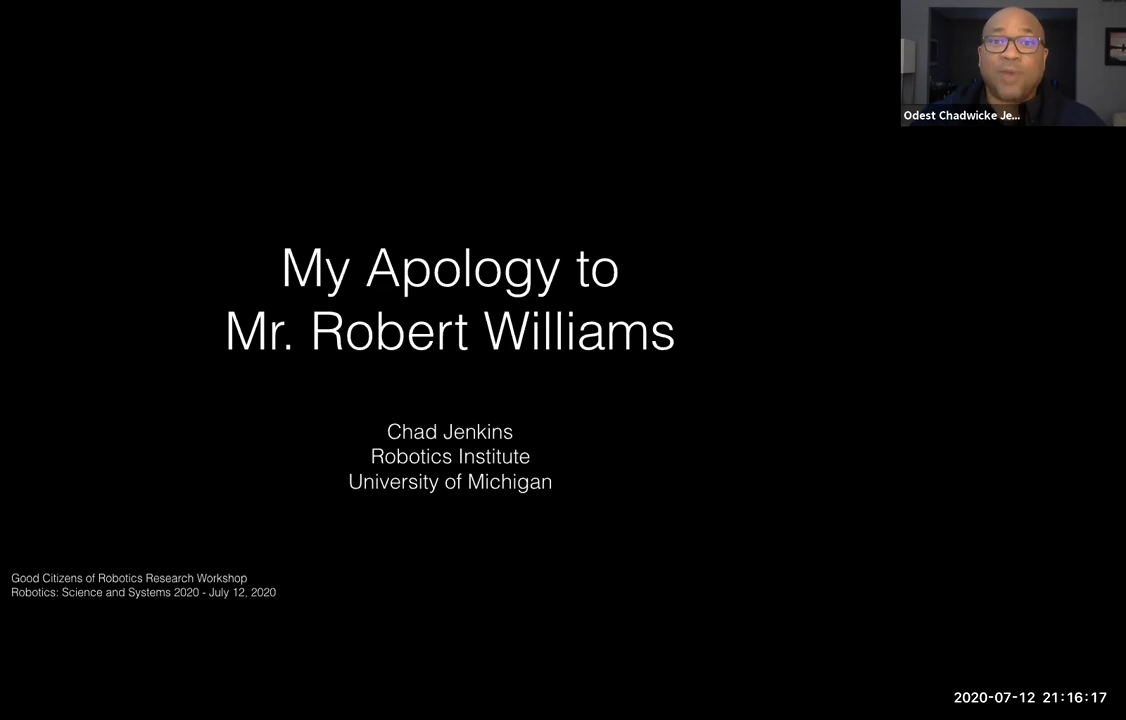 Odest Chadwicke Je...
My Apology to
Mr. Robert Williams
Chad Jenkins
Robotics Institute
University of Michigan
Good Citizens of Robotics Research Workshop
Robotics: Science and Systems 2020 - July 12, 2020
2020-07-12 21:16:17